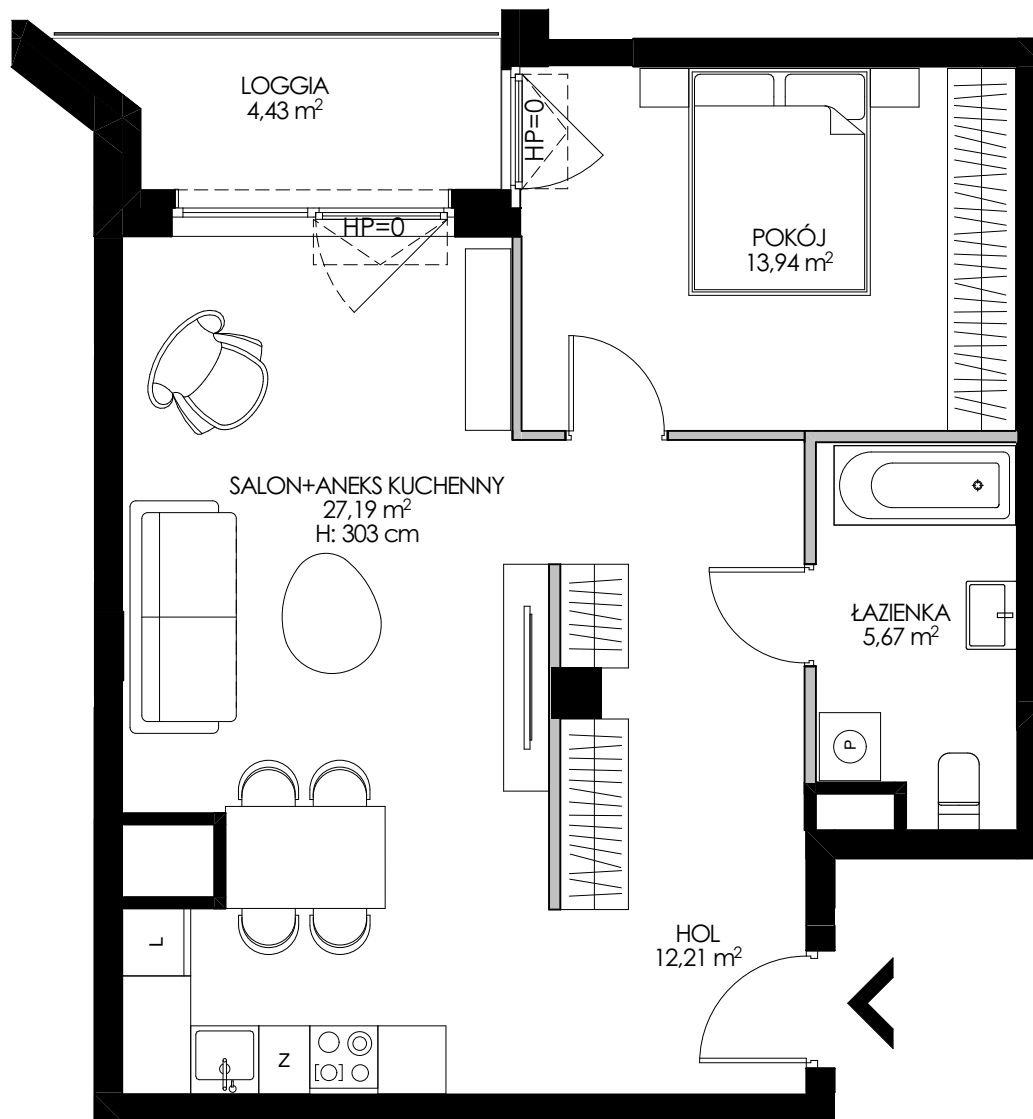 LOGGIA
4,43 m²
HP=0
HP=0
POKÓJ
13,94 m²
SALON+ANEKS KUCHENNY
27,19 m²
H: 303 cm
ŁAZIENKA
5,67 m²
P
HOL
12,21 m²
L
Z